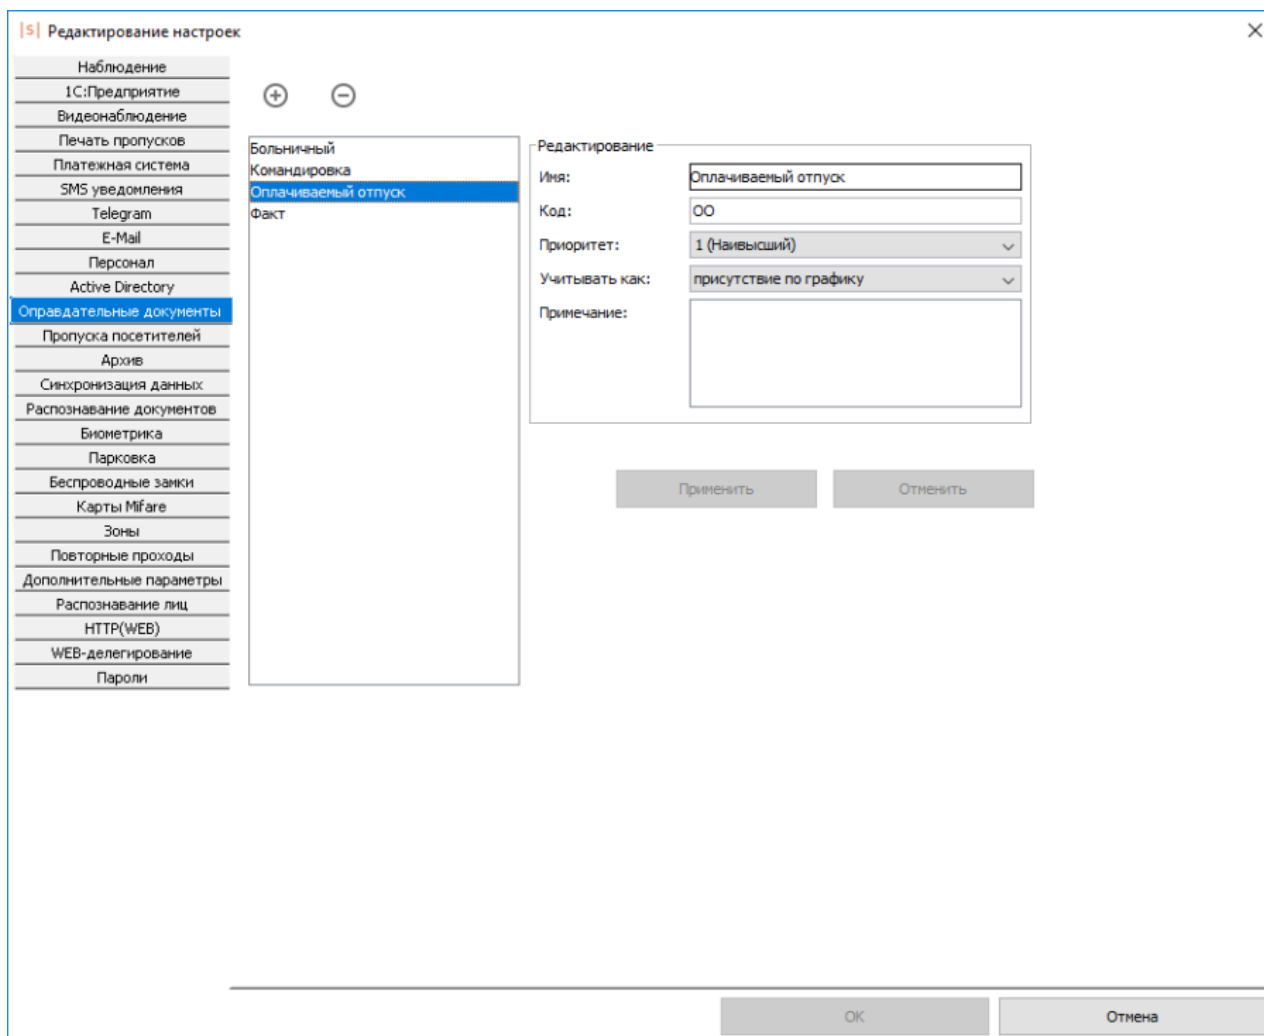 |S| Редактирование настроек
Наблюдение
1С:Предприятие
Видеонаблюдение
Печать пропусков
Платежная система
SMS уведомления
Telegram
E-Mail
Персонал
Active Directory
Оправдательные документы
Пропуска посетителей
Архив
Синхронизация данных
Распознавание документов
Биометрика
Парковка
Беспроводные замки
Карты Mifare
Зоны
Повторные проходы
Дополнительные параметры
Распознавание лиц
HTTP(WEB)
WEB-делегирование
Пароли
Больничный
Командировка
Оплачиваемый отпуск
Факт
Редактирование
Имя: Оплачиваемый отпуск
Код: ОО
Приоритет: 1 (Наивысший)
Учитывать как: присутствие по графику
Примечание:
Применить Отменить
ОК Отмена